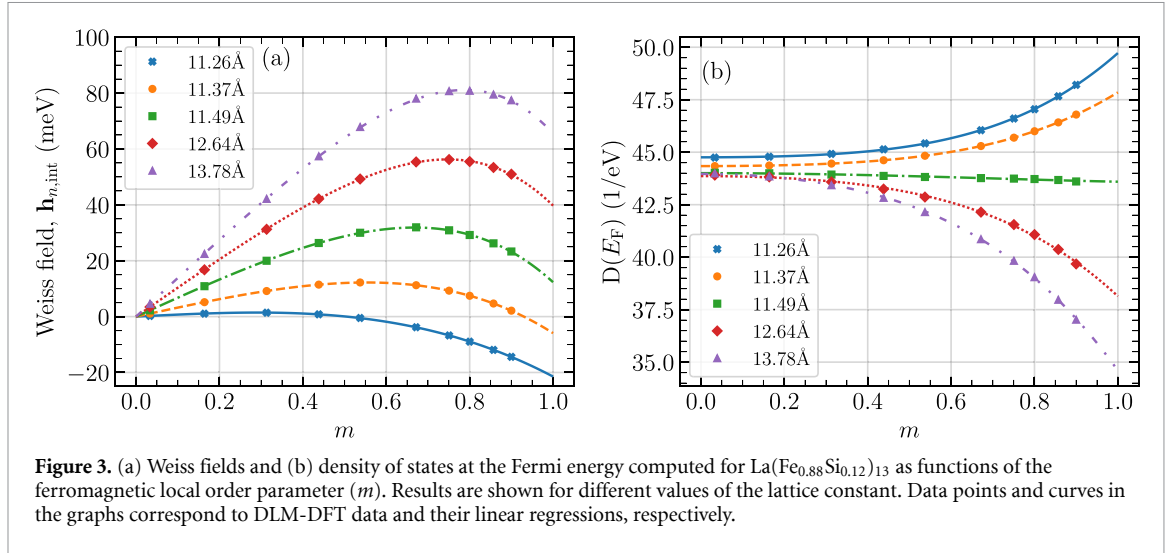 100
80
60
40
20
0
−20
Weiss field, h_{n,int} (meV)
(a)
11.26Å
11.37Å
11.49Å
12.64Å
13.78Å
0.0 0.2 0.4 0.6 0.8 1.0
m
50.0
47.5
45.0
42.5
40.0
37.5
35.0
D(E_F) (1/eV)
(b)
11.26Å
11.37Å
11.49Å
12.64Å
13.78Å
0.0 0.2 0.4 0.6 0.8 1.0
m
Figure 3. (a) Weiss fields and (b) density of states at the Fermi energy computed for La(Fe0.88Si0.12)13 as functions of the
ferromagnetic local order parameter (m). Results are shown for different values of the lattice constant. Data points and curves in
the graphs correspond to DLM-DFT data and their linear regressions, respectively.